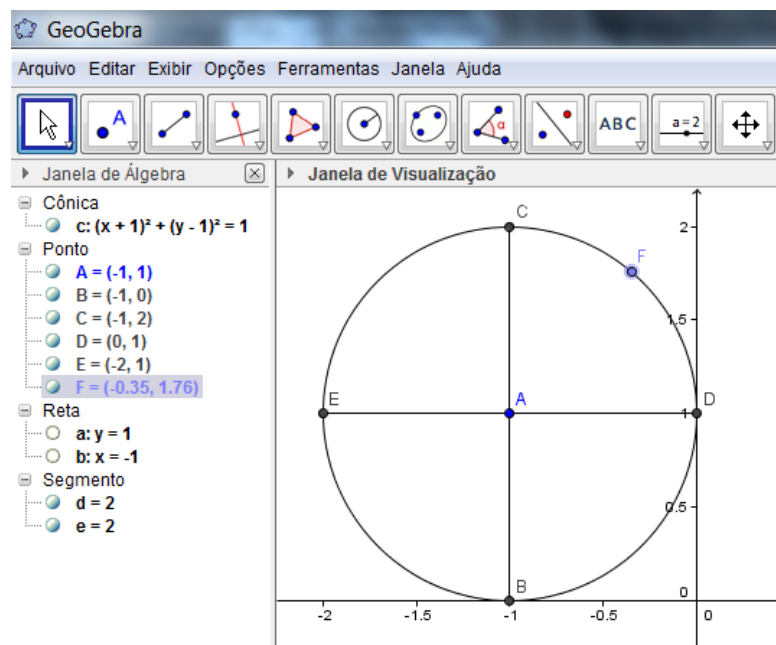 GeoGebra
Arquivo Editar Exibir Opções Ferramentas Janela Ajuda
A α ABC a=2
Janela de Álgebra
Cônica
c: (x + 1)² + (y - 1)² = 1
Ponto
A = (-1, 1)
B = (-1, 0)
C = (-1, 2)
D = (0, 1)
E = (-2, 1)
F = (-0.35, 1.76)
Reta
a: y = 1
b: x = -1
Segmento
d = 2
e = 2
Janela de Visualização
C
2
F
1.5
E
A
1
D
0.5
B
0
-2 -1.5 -1 -0.5 0